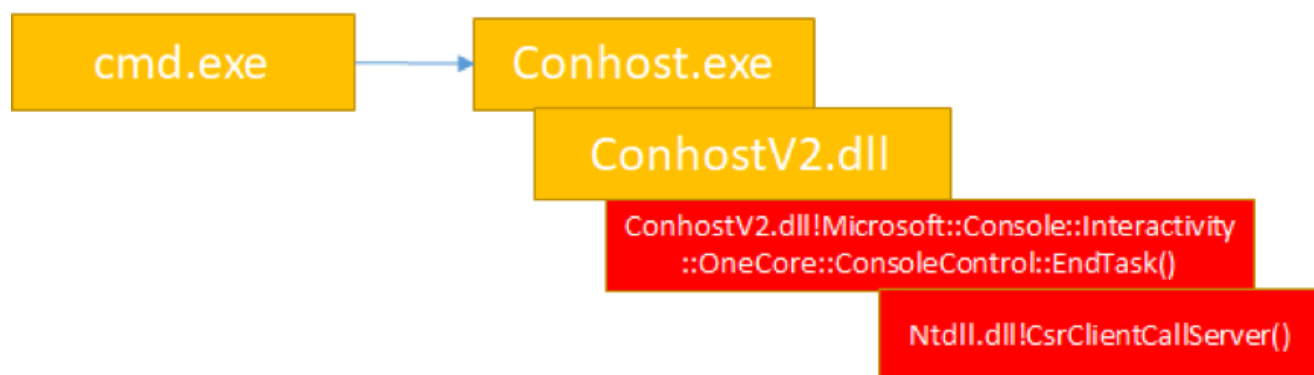 cmd.exe
Conhost.exe
ConhostV2.dll
ConhostV2.dll!Microsoft::Console::Interactivity
::OneCore::ConsoleControl::EndTask()
Ntdll.dll!CsrClientCallServer()